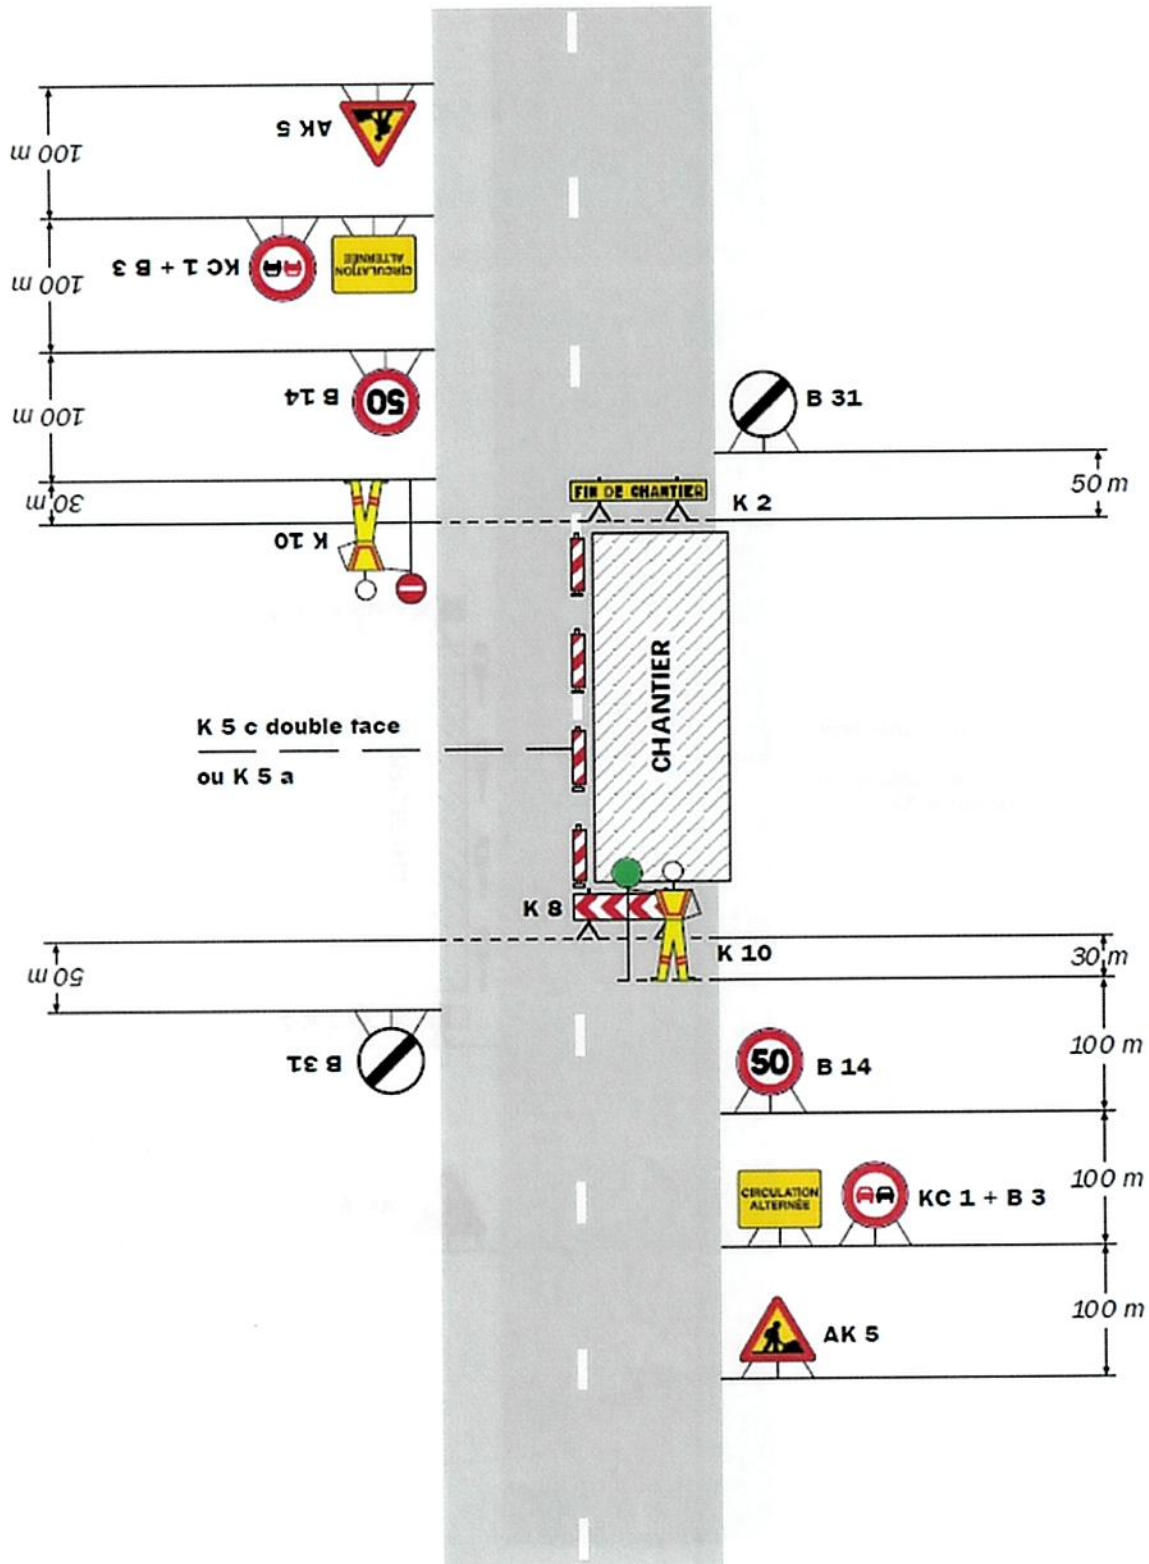 AK 5
100 m
CIRCULATION
ALTERNÉE
KC 1 + B 3
100 m
50
B 14
100 m
B 31
50 m
FIN DE CHANTIER
K 2
30 m
K 10
CHANTIER
K 5 c double face
ou K 5 a
K 8
K 10
30 m
50 m
B 31
50
B 14
100 m
CIRCULATION
ALTERNÉE
KC 1 + B 3
100 m
AK 5
100 m